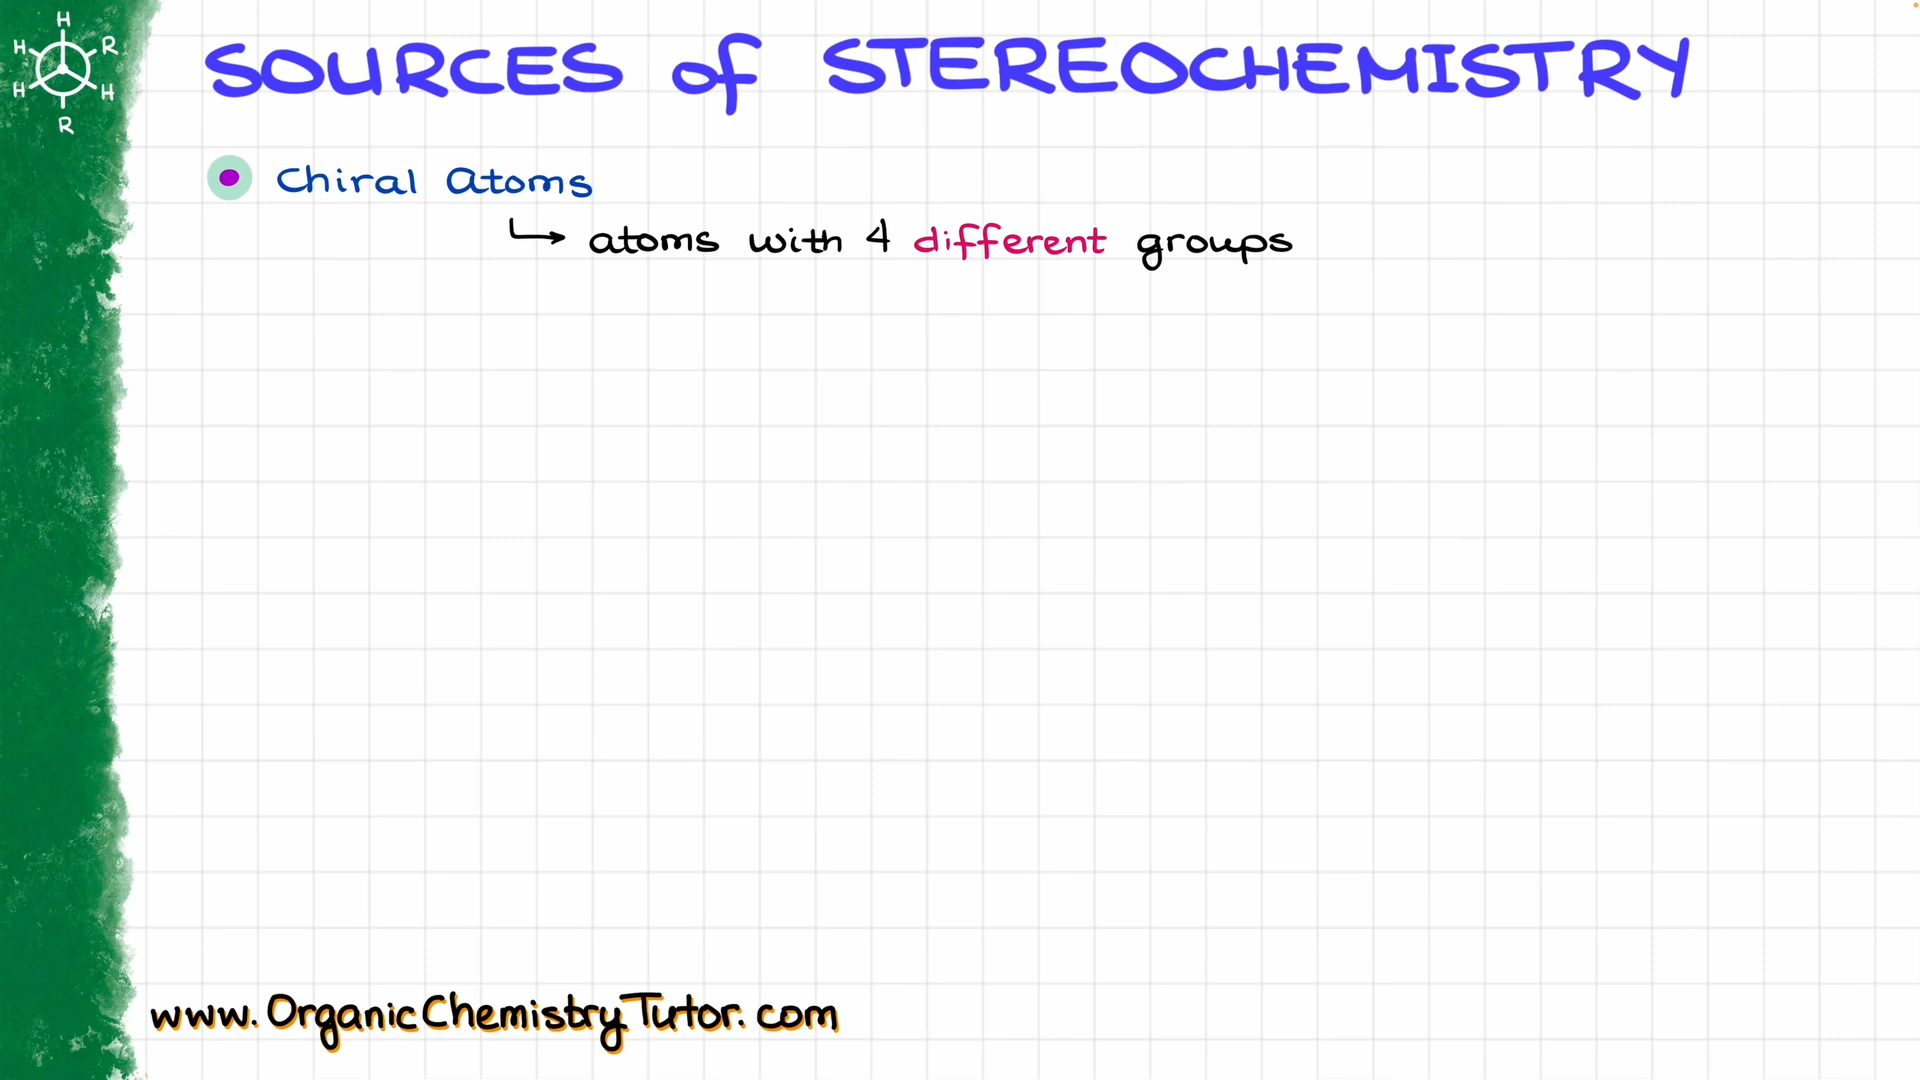 H
H R
H H
R
SOURCES of STEREOCHEMISTRY
Chiral Atoms
atoms with 4 different groups
www.OrganicChemistryTutor.com